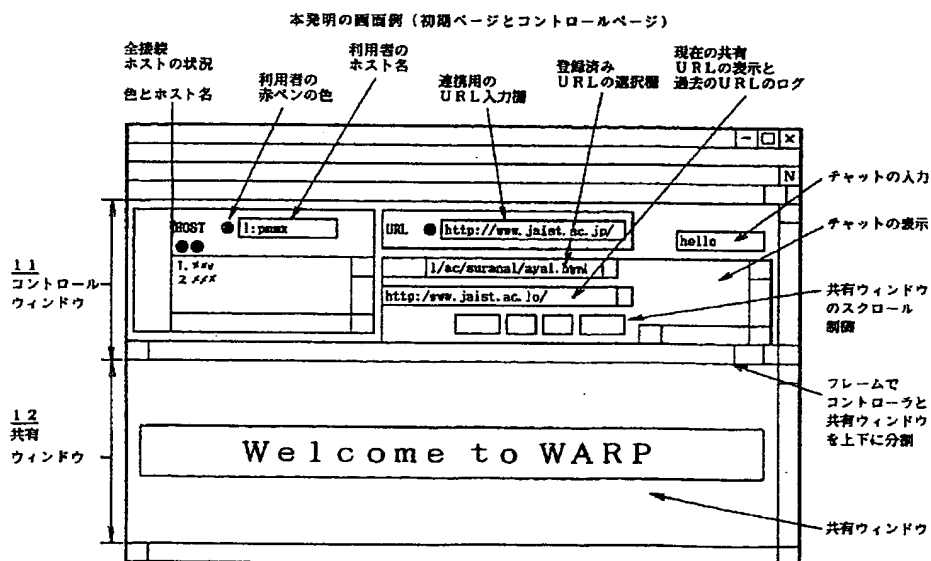 本発明の画面例（初期ページとコントロールページ）
全接続
ホストの状況
色とホスト名
利用者の
赤ペンの色
利用者の
ホスト名
連携用の
URL入力欄
登録済み
URLの選択欄
現在の共有
URLの表示と
過去のURLのログ
N
HOST
1:pnmx
URL
http://www.jaist.ac.jp/
hello
チャットの入力
チャットの表示
1.
2.
http:/www.jaist.ac.
共有ウィンドウ
のスクロール
制御
11
コントロール
ウィンドウ
フレームで
コントローラと
共有ウィンドウ
を上下に分割
12
共有
ウィンドウ
Welcome to WARP
共有ウィンドウ